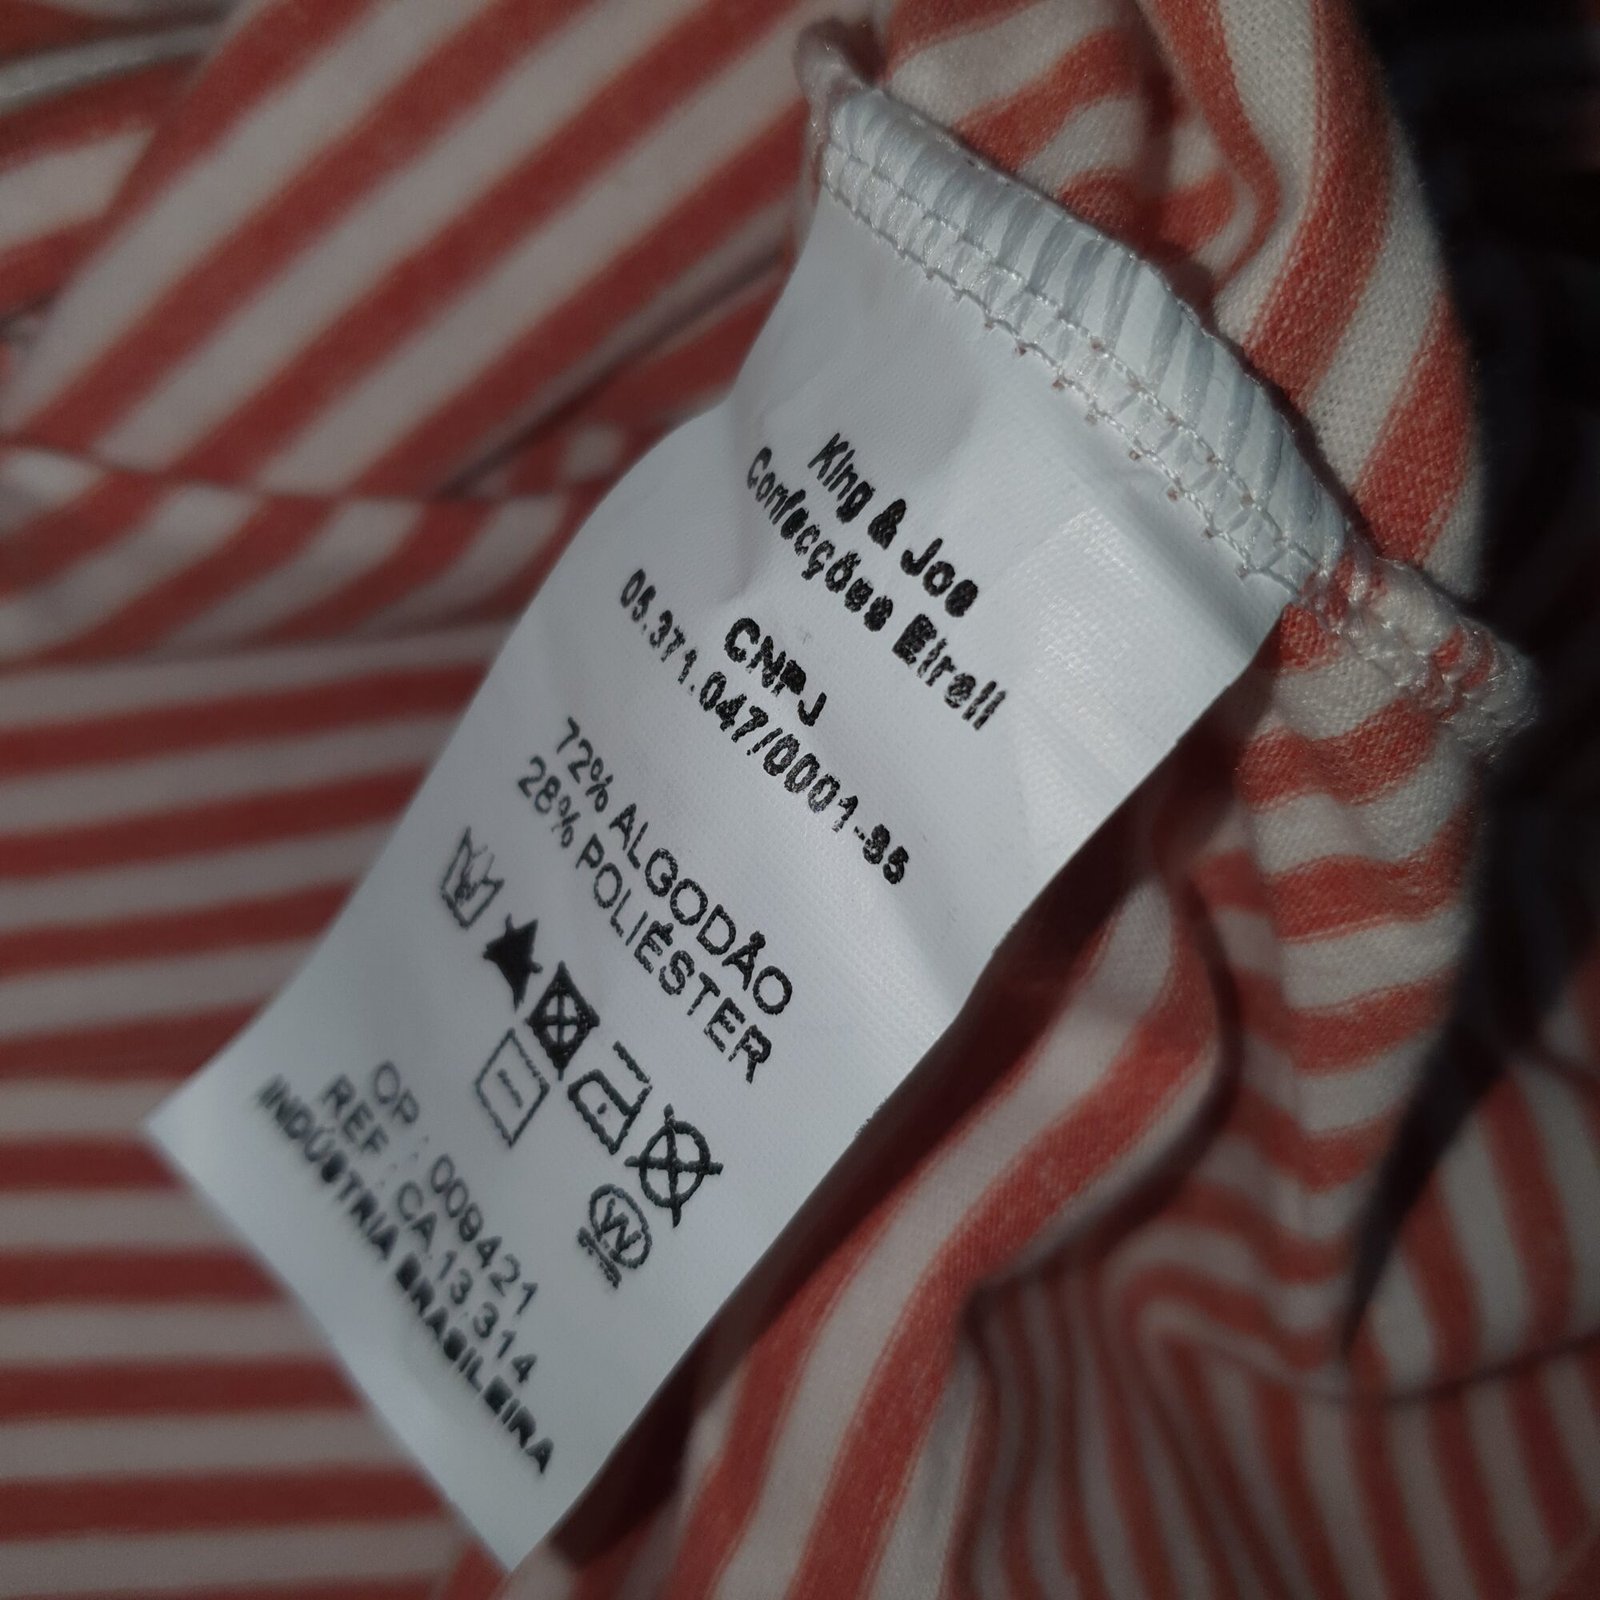 King & Joe
Confecções Eireli
CNPJ
05.371.047/0001-95
72% ALGODÃO
28% POLIÉSTER
W
OP : 009421
REF : CA.13.314
INDÚSTRIA BRASILEIRA